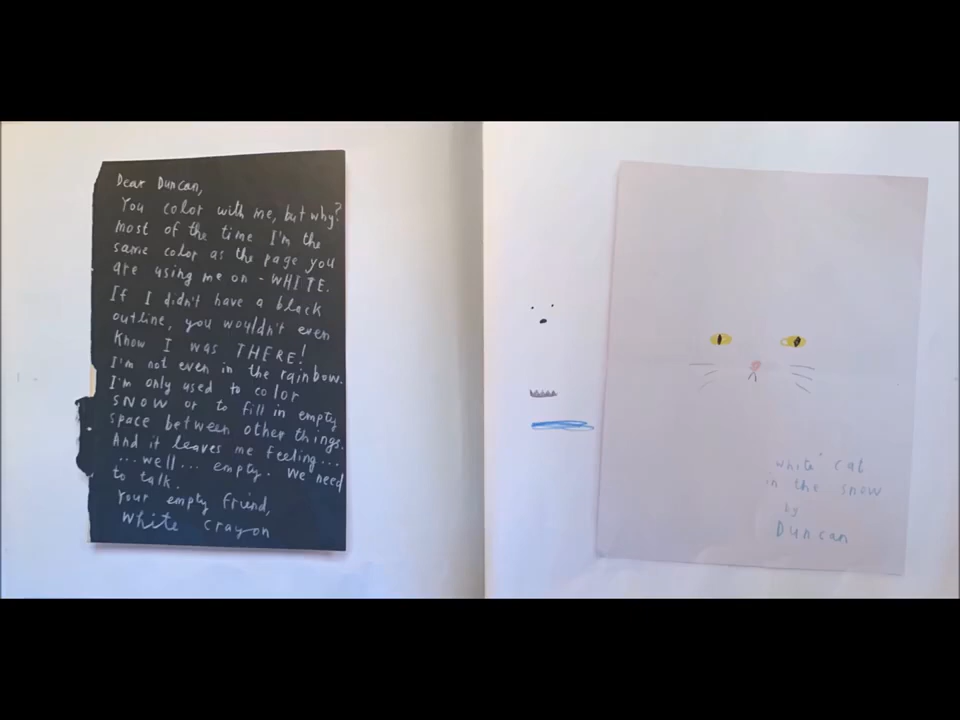 Dear Duncan,
You color with me, but why?
Most of the time I'm the
same color as the page you
are using me on - WHITE.
If I didn't have a black
outline, you wouldn't even
know I was THERE!
I'm not even in the rainbow.
I'm only used to color
SNOW or to fill in empty
space between other things.
And it leaves me feeling...
...well... empty. We need
to talk.
Your empty friend,
White crayon
white cat
in the snow
by
Duncan